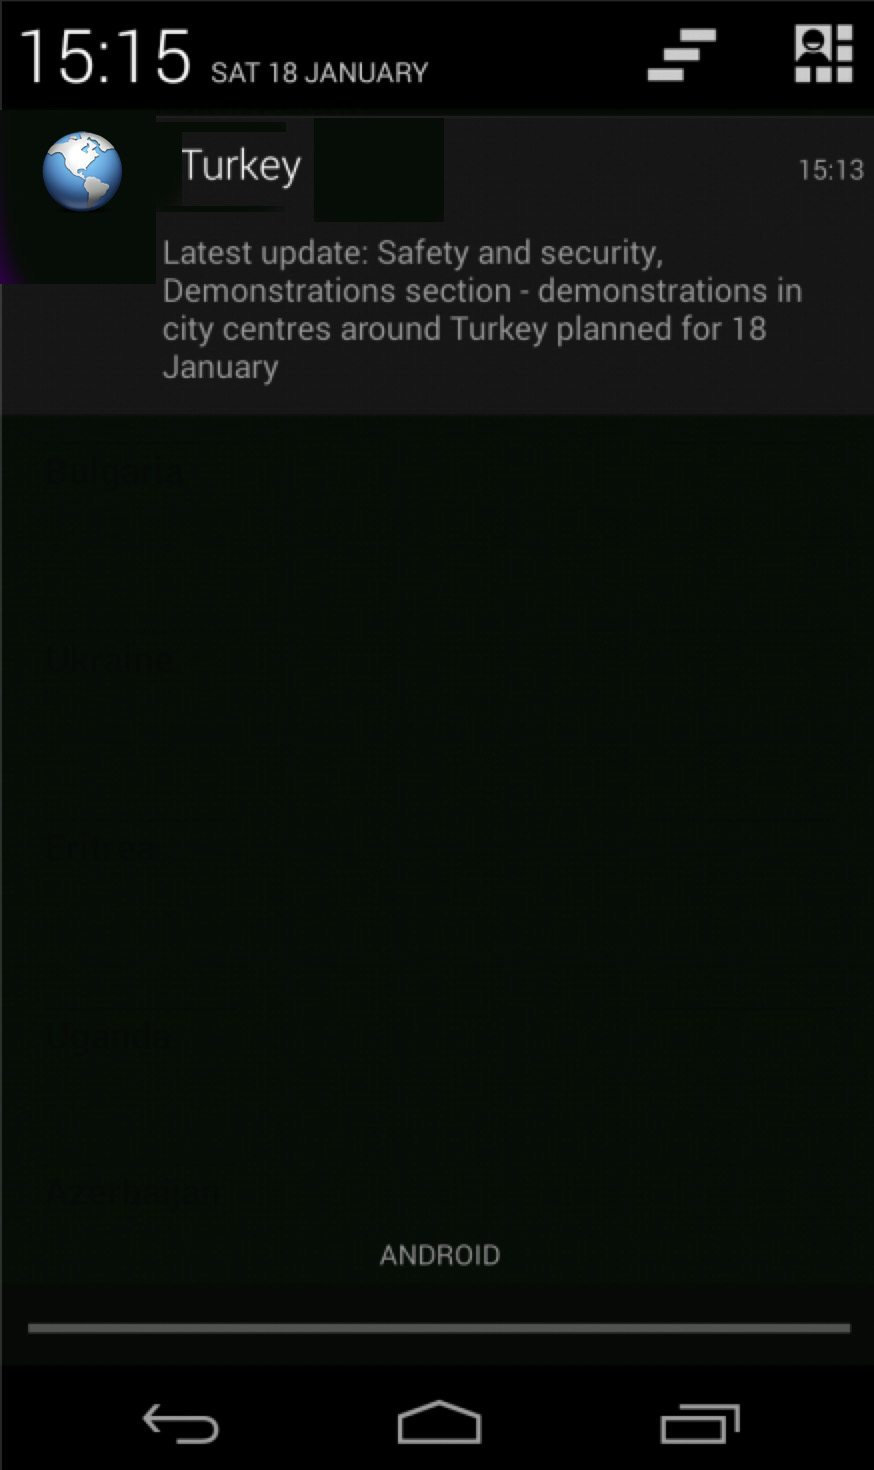 15:15 SAT 18 JANUARY
Turkey 15:13
Latest update: Safety and security,
Demonstrations section - demonstrations in
city centres around Turkey planned for 18
January
Bulgaria
Ukraine
Eritrea
Uganda
Azerbaijan
ANDROID